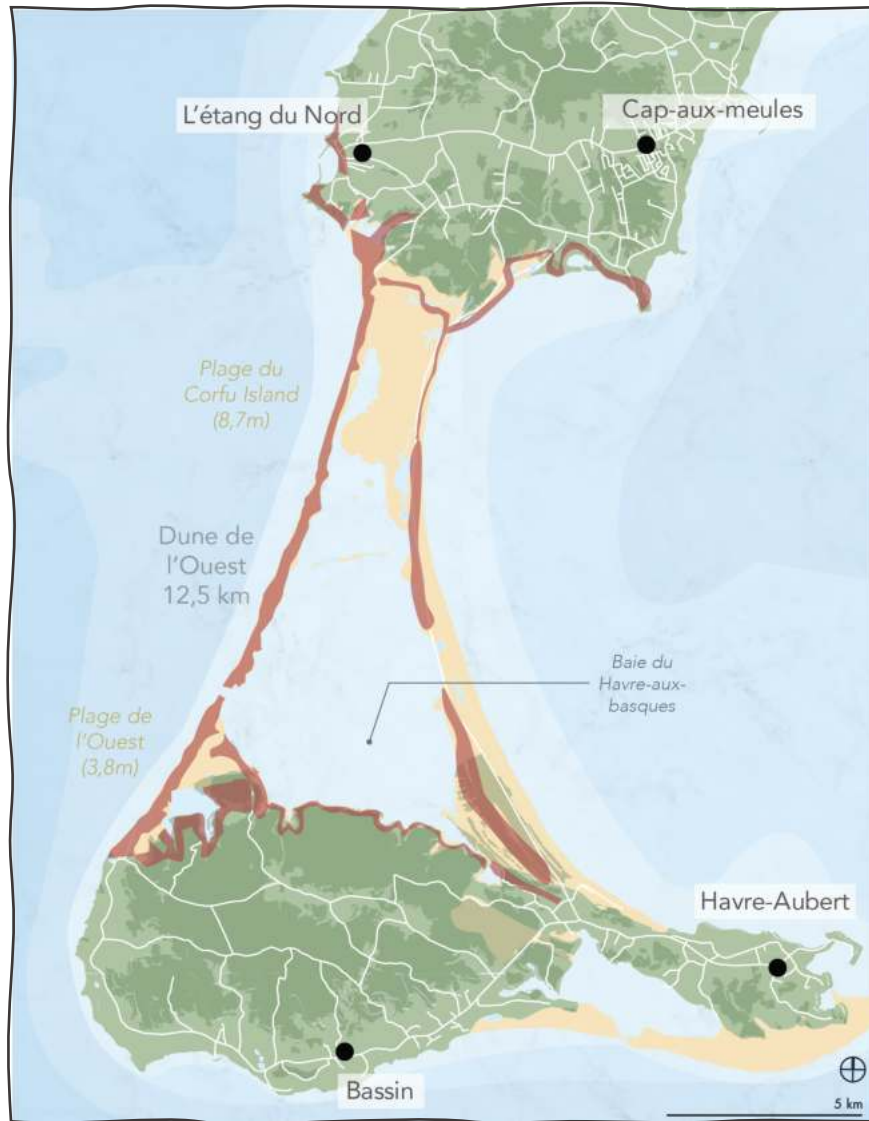 L'étang du Nord
Cap-aux-meules
Plage du
Corfu Island
(8,7m)
Dune de
l'Ouest
12,5 km
Baie du
Havre-aux-
basques
Plage de
l'Ouest
(3,8m)
Havre-Aubert
Bassin
5 km